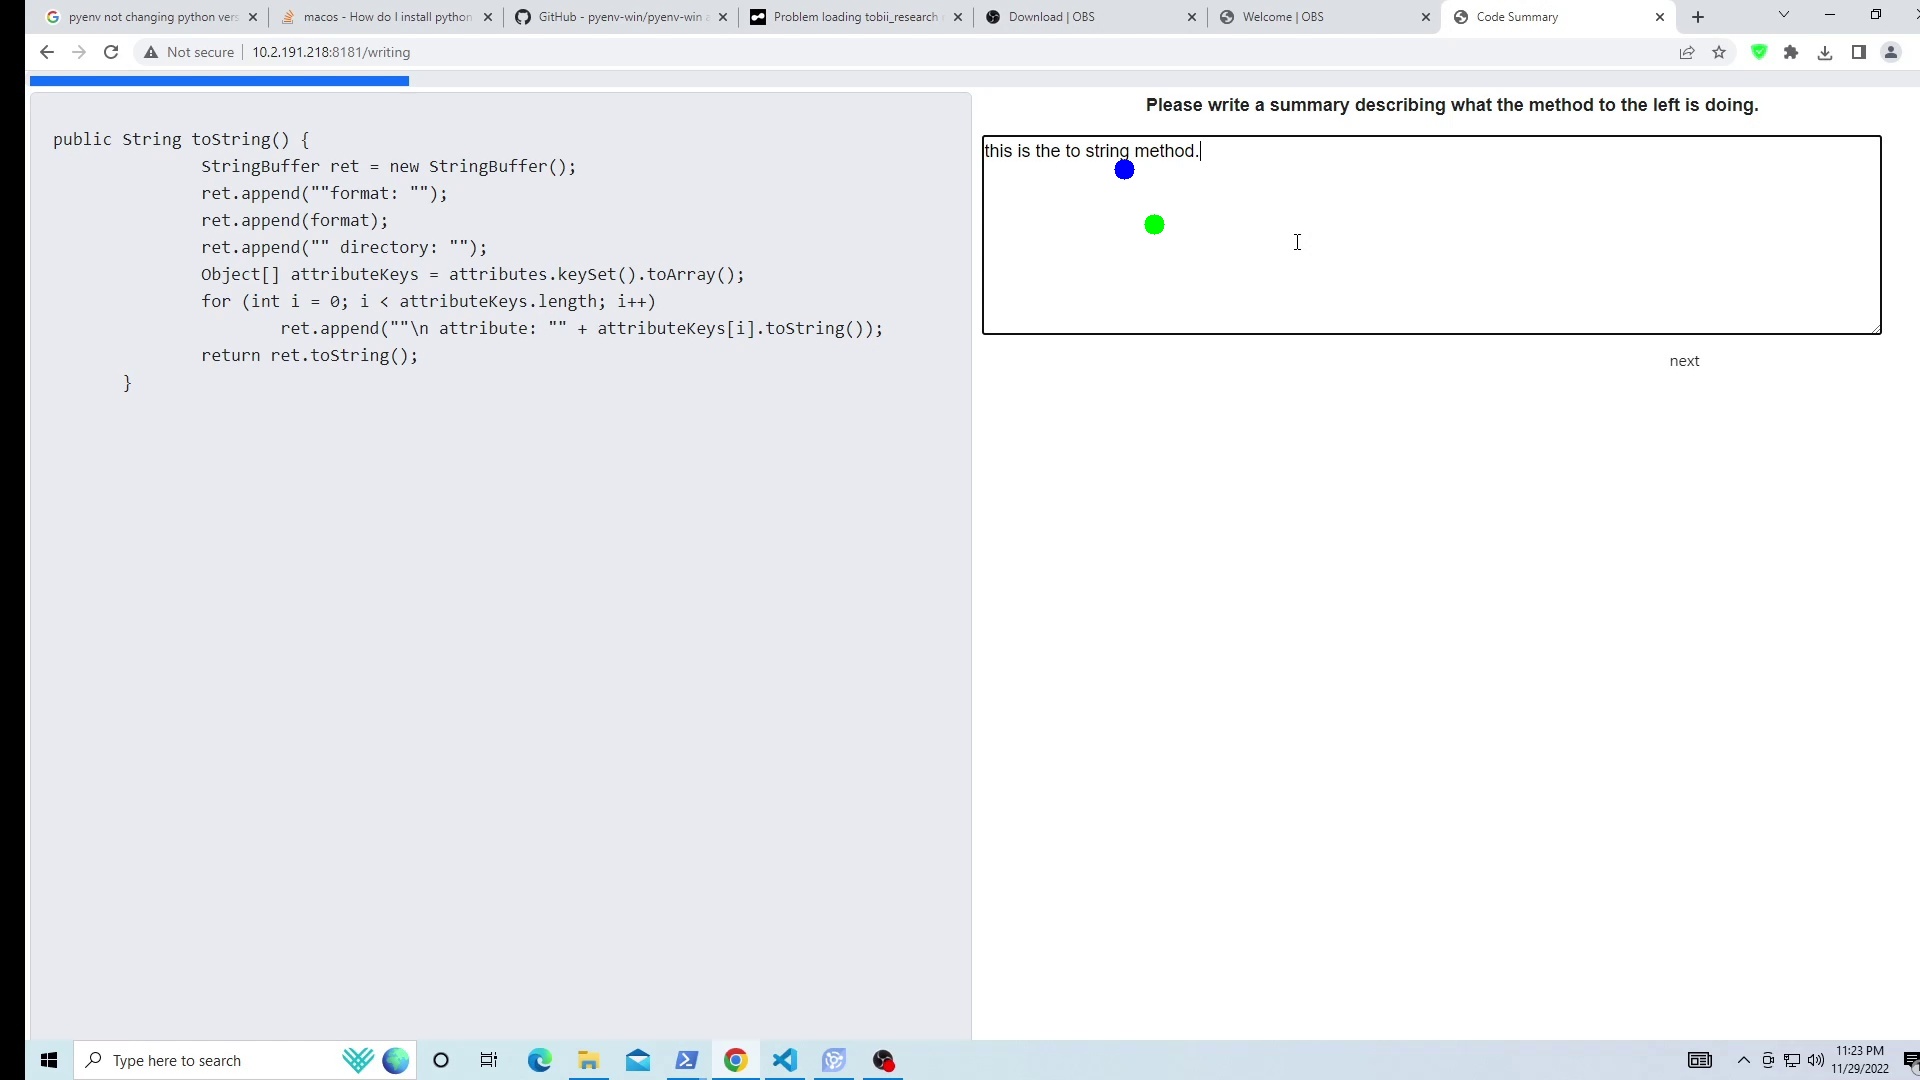 pyenv not changing python vers
macos - How do I install python
GitHub - pyenv-win/pyenv-win a
Problem loading tobii_research
Download | OBS
Welcome | OBS
Code Summary
Not secure
10.2.191.218:8181/writing
public String toString() {
StringBuffer ret = new StringBuffer();
ret.append(""format: "");
ret.append(format);
ret.append("" directory: "");
Object[] attributeKeys = attributes.keySet().toArray();
for (int i = 0; i < attributeKeys.length; i++)
ret.append(""\n attribute: "" + attributeKeys[i].toString());
return ret.toString();
}
Please write a summary describing what the method to the left is doing.
this is the to string method.
next
Type here to search
11:23 PM
11/29/2022